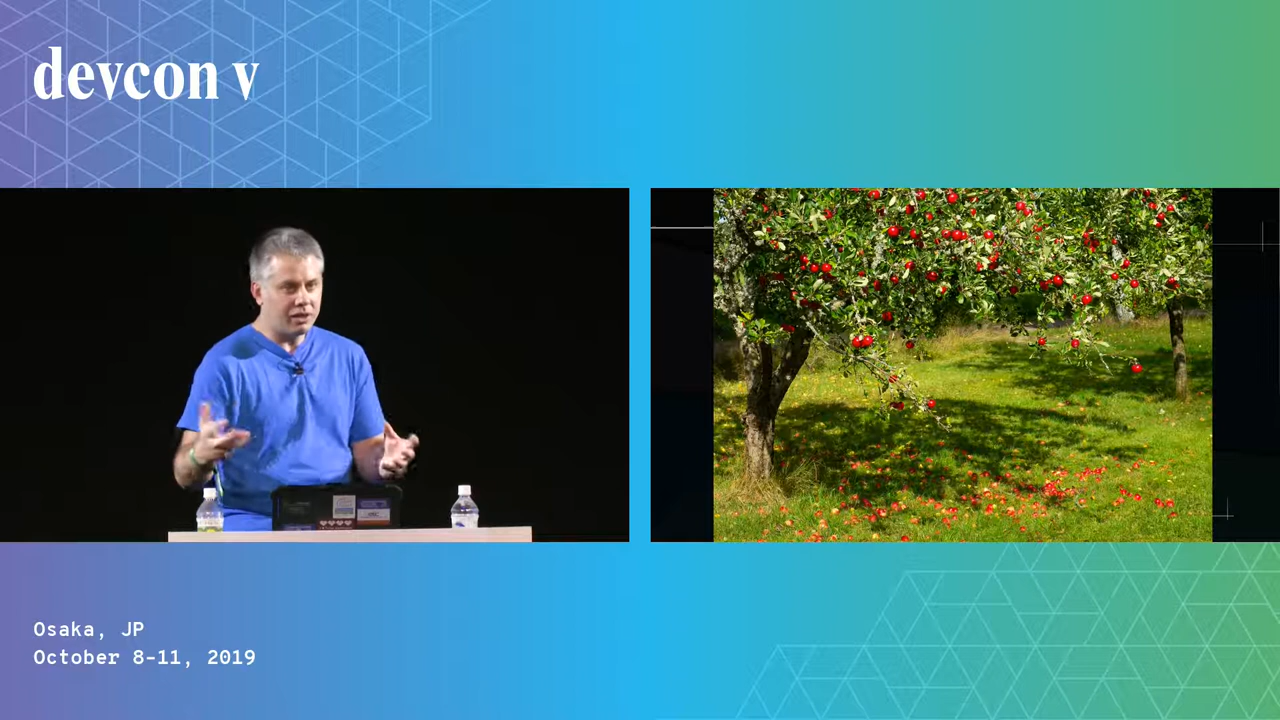 devcon v
Osaka, JP
October 8-11, 2019